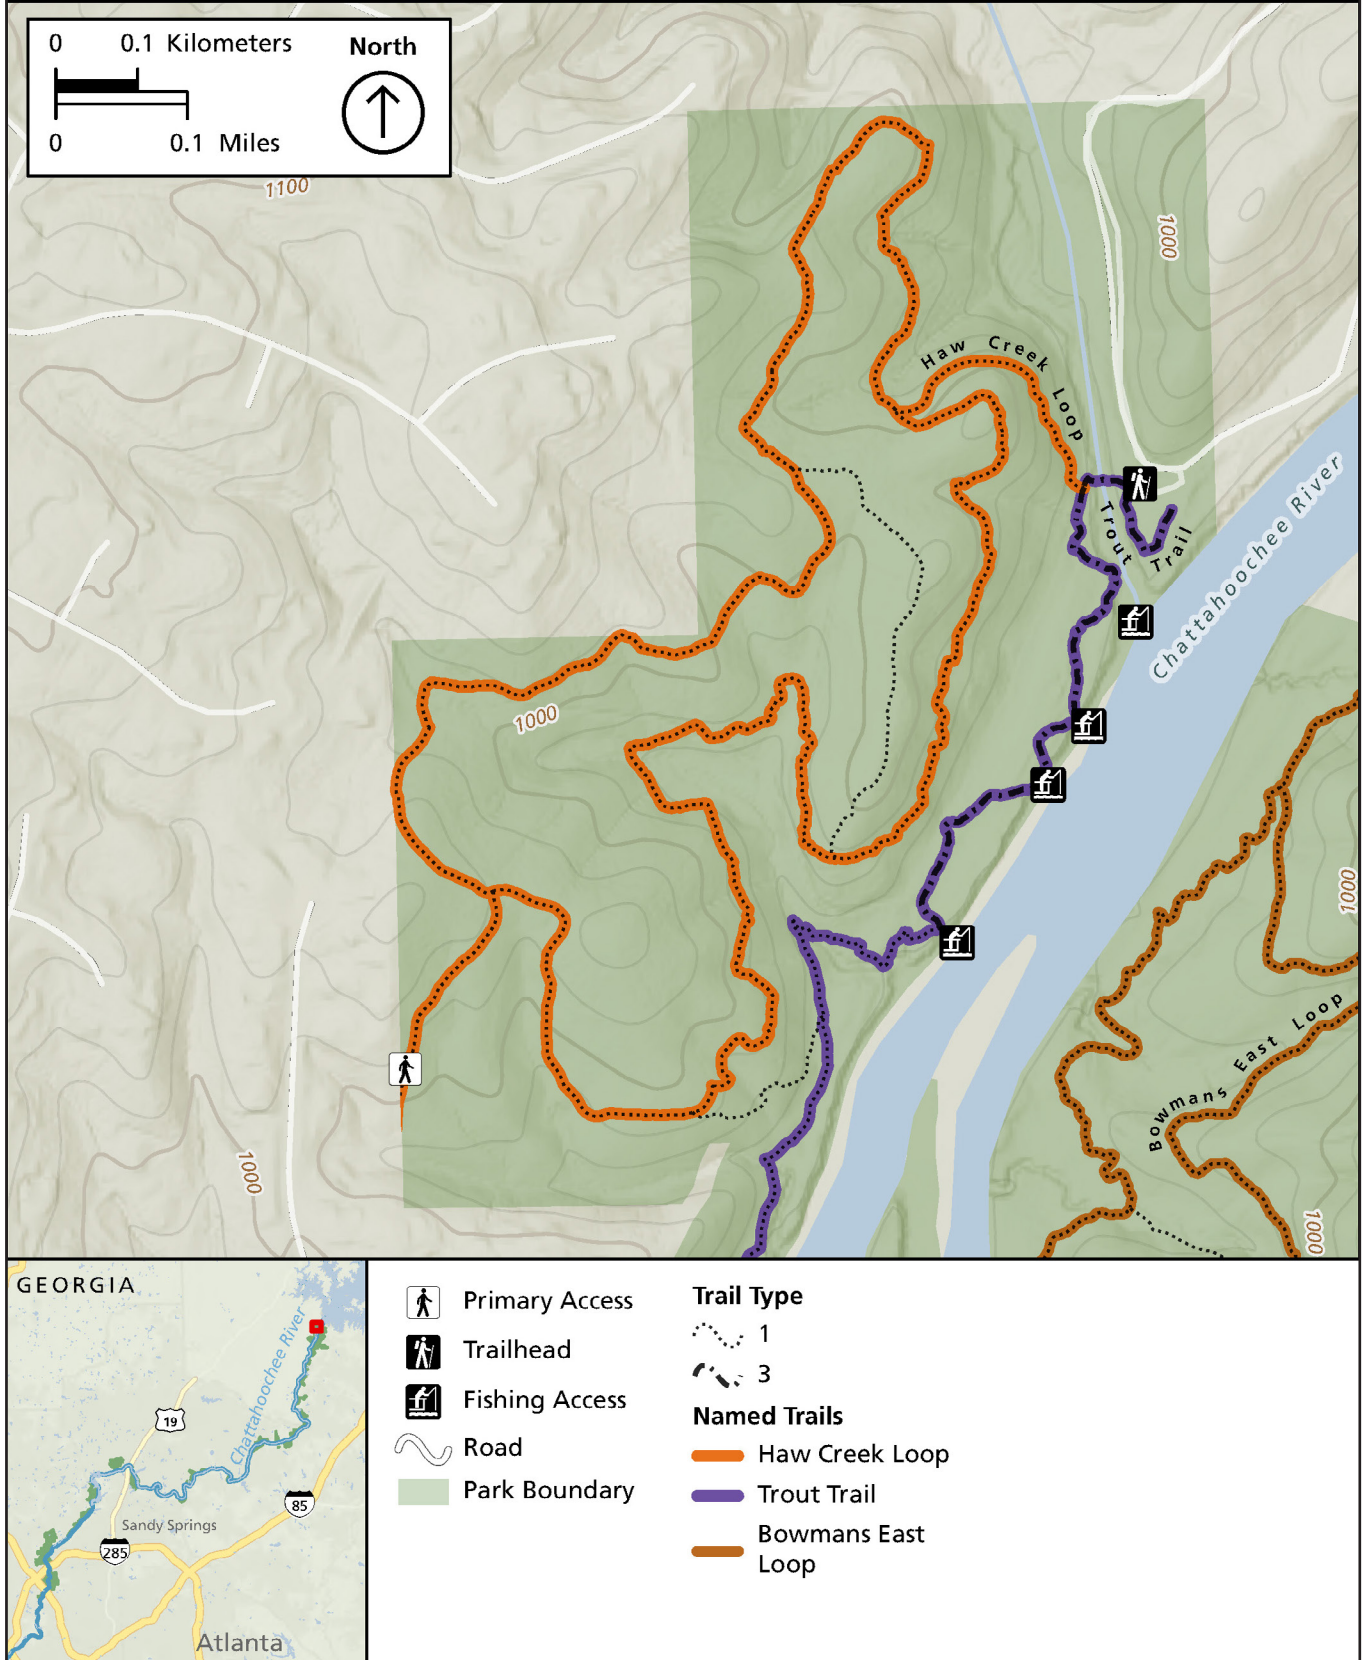 0 0.1 Kilometers
North
0 0.1 Miles
1100
1000
Haw Creek Loop
Trout Trail
Chattahoochee River
1000
1000
Bowmans East Loop
1000
1000
GEORGIA
Chattahoochee River
19
85
Sandy Springs
285
Atlanta
Primary Access
Trailhead
Fishing Access
Road
Park Boundary
Trail Type
1
3
Named Trails
Haw Creek Loop
Trout Trail
Bowmans East
Loop